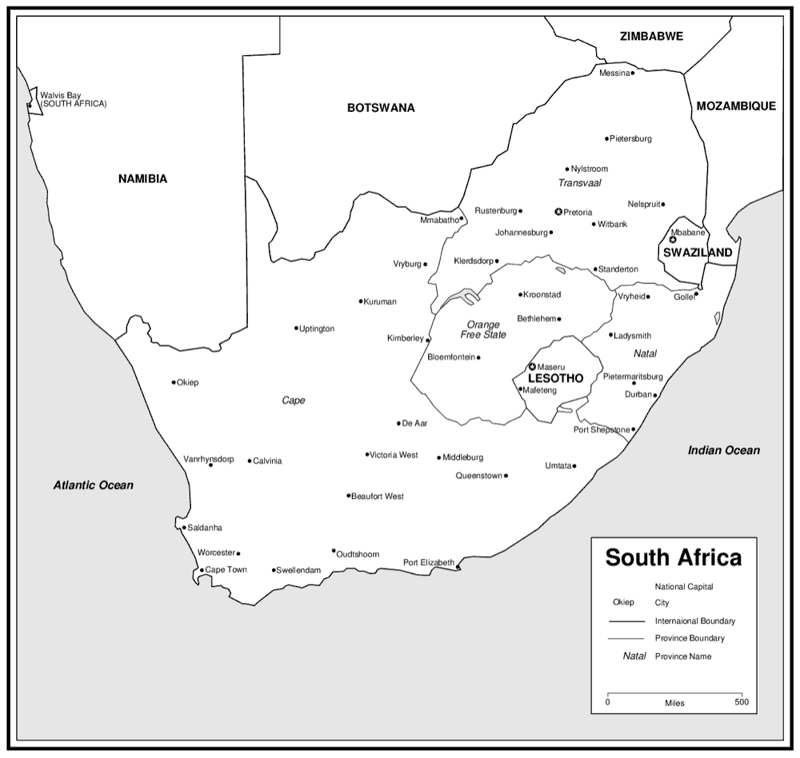 ZIMBABWE
Messina
Walvis Bay
(SOUTH AFRICA)
BOTSWANA
MOZAMBIQUE
Pietersburg
NAMIBIA
Nylstroom
Transvaal
Nelspruit
Rustenburg
Pretoria
Mmabatho
Witbank
Johannesburg
Mbabane
SWAZILAND
Vryburg
Klerdsdorp
Standerton
Kroonstad
Vryheid
Gollel
Kuruman
Bethlehem
Orange
Free State
Uptington
Kimberley
Ladysmith
Natal
Bloemfontein
Maseru
LESOTHO
Pietermaritsburg
Okiep
Mafeteng
Durban
Cape
De Aar
Port Shepstone
Indian Ocean
Victoria West
Middleburg
Vanrhynsdorp
Calvinia
Umtata
Queenstown
Atlantic Ocean
Beaufort West
Saldanha
Worcester
Oudtshoorn
Port Elizabeth
Cape Town
Swellendam
South Africa
National Capital
Okiep City
Internaional Boundary
Province Boundary
Natal Province Name
0 Miles 500